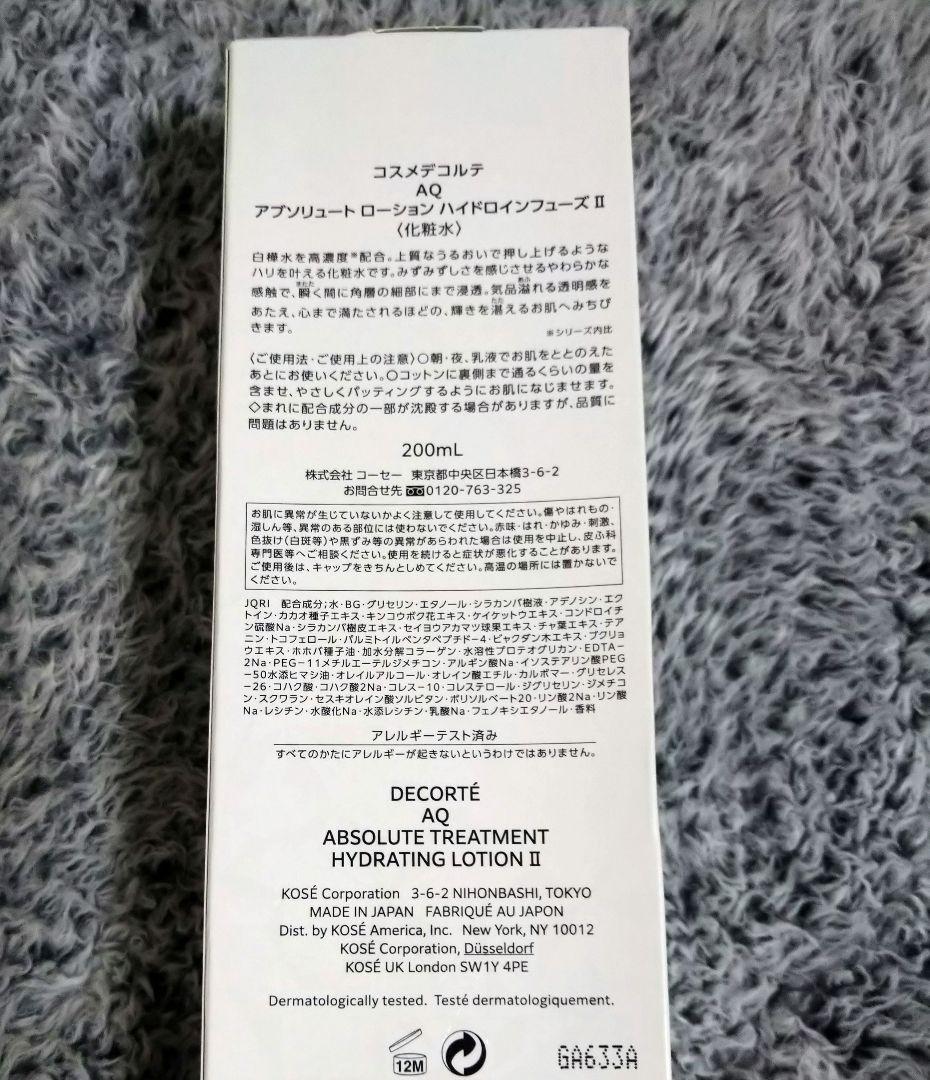 コスメデコルテ
AQ
アブソリュート ローション ハイドロインフューズ II
〈化粧水〉
白樺水を高濃度※配合。上質なうるおいで押し上げるような
ハリを叶える化粧水です。みずみずしさを感じさせるやわらかな
感触で、瞬く間に角層の細部にまで浸透。気品溢れる透明感を
あたえ、心まで満たされるほどの、輝きを湛えるお肌へみちび
きます。
※シリーズ内比
〈ご使用法・ご使用上の注意〉○朝・夜、乳液でお肌をととのえた
あとにお使いください。○コットンに裏側まで通るくらいの量を
含ませ、やさしくパッティングするようにお肌になじませます。
◇まれに配合成分の一部が沈殿する場合がありますが、品質に
問題はありません。
200mL
株式会社 コーセー 東京都中央区日本橋3-6-2
お問合せ先 0120-763-325
お肌に異常が生じていないかよく注意して使用してください。傷やはれもの・
湿しん等、異常のある部位には使わないでください。赤味・はれ・かゆみ・刺激、
色抜け(白斑等)や黒ずみ等の異常があらわれた場合は使用を中止し、皮ふ科
専門医等へご相談ください。使用を続けると症状が悪化することがあります。
ご使用後は、キャップをきちんとしめてください。高温の場所には置かないで
ください。
JQRI 配合成分;水・BG・グリセリン・エタノール・シラカンバ樹液・アデノシン・エク
トイン・カカオ種子エキス・キンコウボク花エキス・ケイケットウエキス・コンドロイチ
ン硫酸Na・シラカンバ樹皮エキス・セイヨウアカマツ球果エキス・チャ葉エキス・テア
ニン・トコフェロール・パルミトイルペンタペプチド-4・ビャクダン木エキス・ブクリョ
ウエキス・ホホバ種子油・加水分解コラーゲン・水溶性プロテオグリカン・EDTA-
2Na・PEG-11メチルエーテルジメチコン・アルギン酸Na・イソステアリン酸PEG
-50水添ヒマシ油・オレイルアルコール・オレイン酸エチル・カルボマー・グリセレス
-26・コハク酸・コハク酸2Na・コレス-10・コレステロール・ジグリセリン・ジメチコ
ン・スクワラン・セスキオレイン酸ソルビタン・ポリソルベート20・リン酸2Na・リン酸
Na・レシチン・水酸化Na・水添レシチン・乳酸Na・フェノキシエタノール・香料
アレルギーテスト済み
すべてのかたにアレルギーが起きないというわけではありません。
DECORTÉ
AQ
ABSOLUTE TREATMENT
HYDRATING LOTION II
KOSÉ Corporation 3-6-2 NIHONBASHI, TOKYO
MADE IN JAPAN FABRIQUÉ AU JAPON
Dist. by KOSÉ America, Inc. New York, NY 10012
KOSÉ Corporation, Düsseldorf
KOSÉ UK London SW1Y 4PE
Dermatologically tested. Testé dermatologiquement.
12M
GA633A